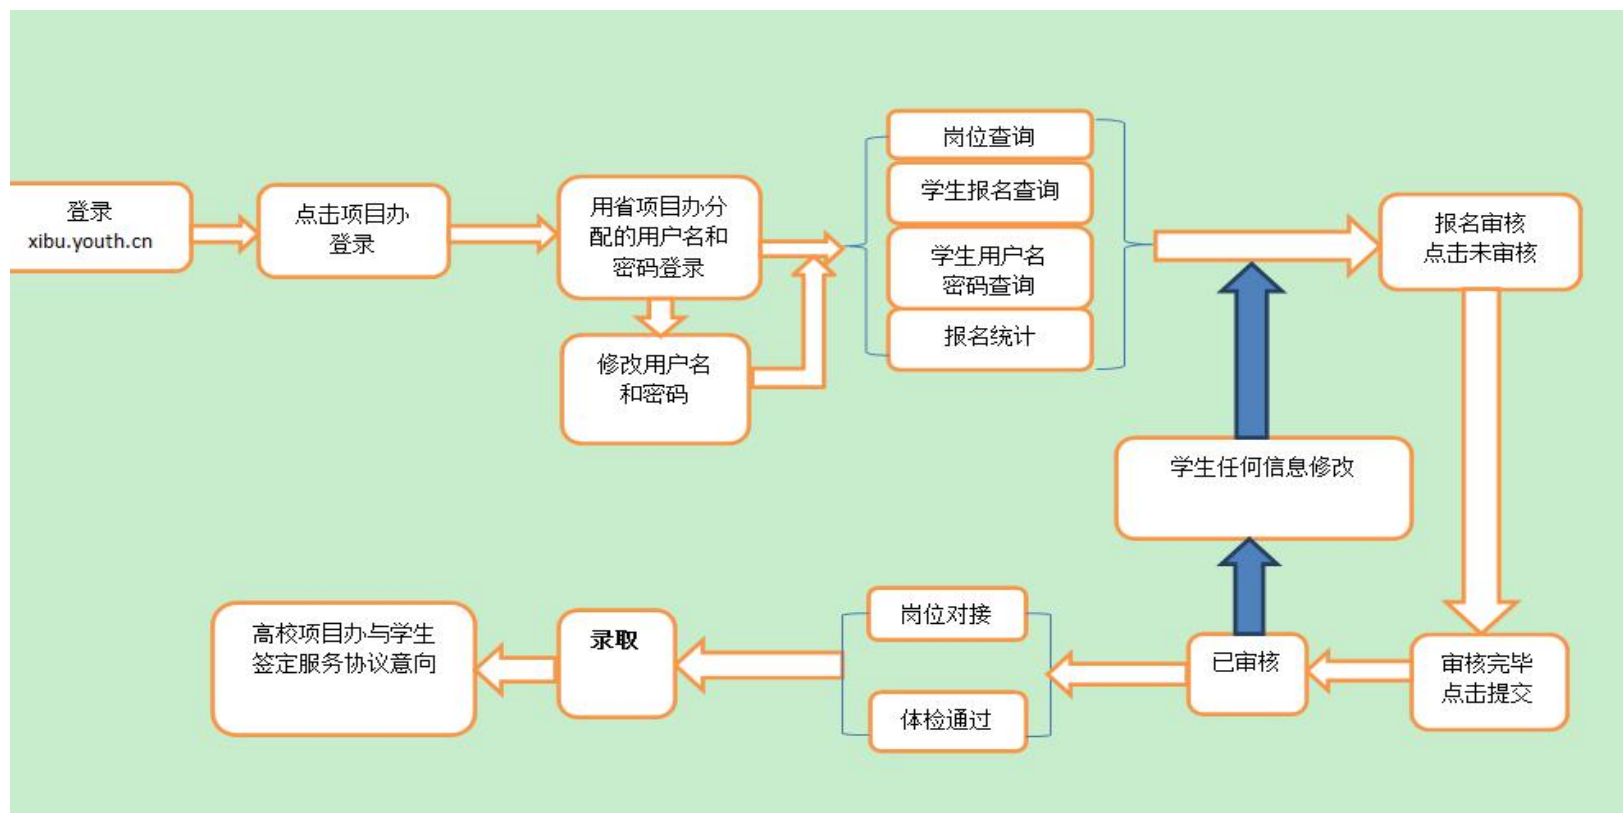 登录
xibu.youth.cn
点击项目办
登录
用省项目办分
配的用户名和
密码登录
修改用户名
和密码
岗位查询
学生报名查询
学生用户名
密码查询
报名统计
报名审核
点击未审核
学生任何信息修改
审核完毕
点击提交
已审核
岗位对接
体检通过
录取
高校项目办与学生
签定服务协议意向